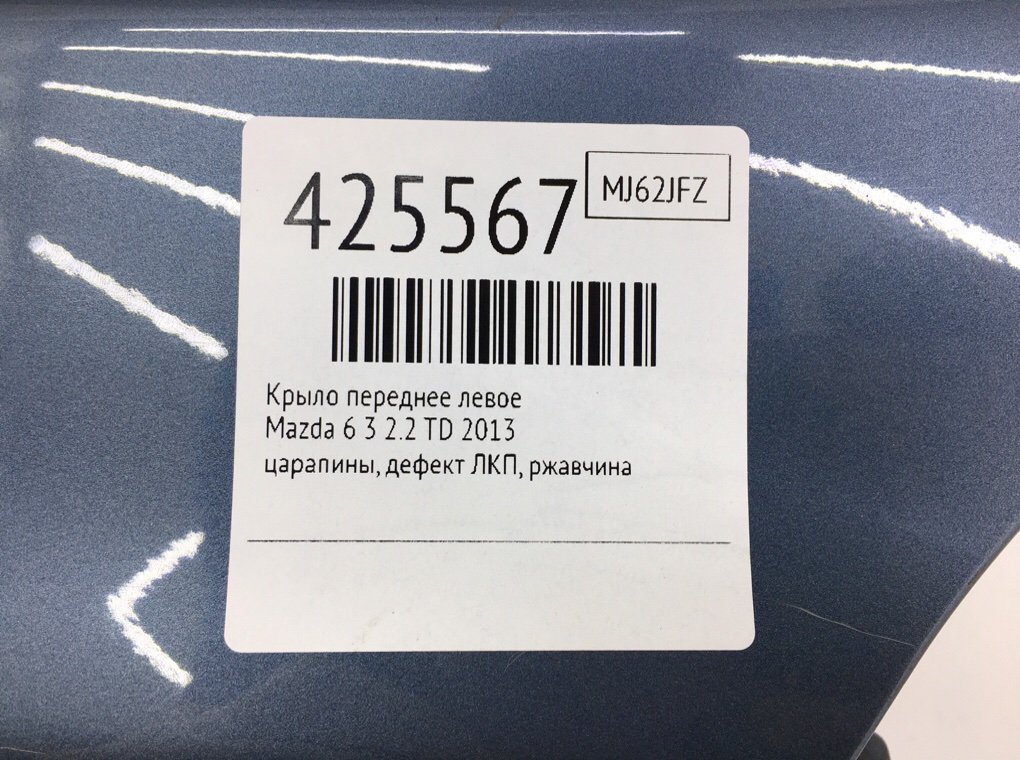 425567
MJ62JFZ
Крыло переднее левое
Mazda 6 3 2.2 TD 2013
царапины, дефект ЛКП, ржавчина